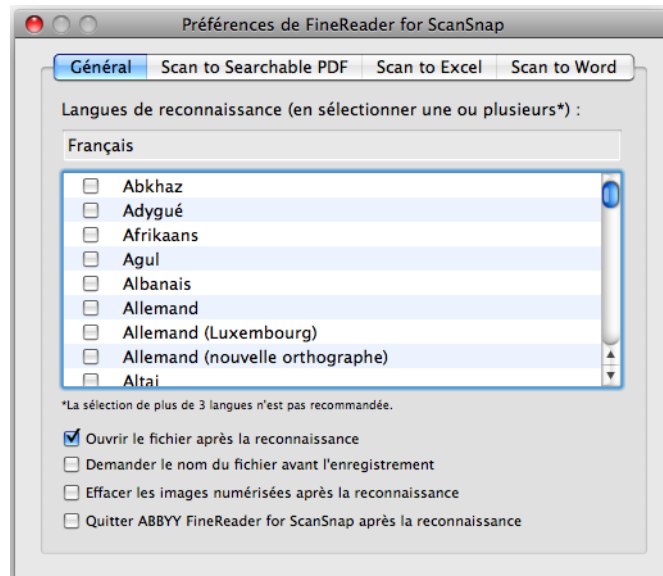 Préférences de FineReader for ScanSnap
Général Scan to Searchable PDF Scan to Excel Scan to Word
Langues de reconnaissance (en sélectionner une ou plusieurs*) :
Français
Abkhaz
Adygué
Afrikaans
Agul
Albanais
Allemand
Allemand (Luxembourg)
Allemand (nouvelle orthographe)
Altai
*La sélection de plus de 3 langues n'est pas recommandée.
Ouvrir le fichier après la reconnaissance
Demander le nom du fichier avant l'enregistrement
Effacer les images numérisées après la reconnaissance
Quitter ABBYY FineReader for ScanSnap après la reconnaissance